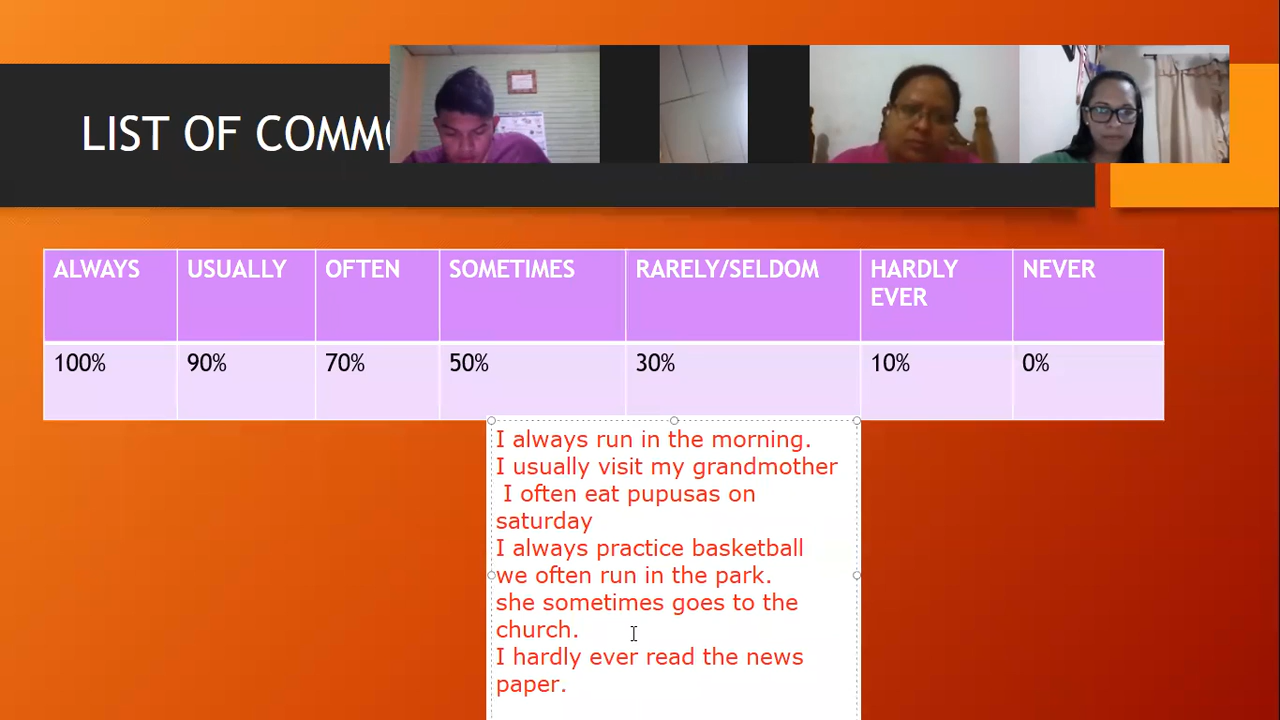 LIST OF COMMO
ALWAYS USUALLY OFTEN SOMETIMES RARELY/SELDOM HARDLY EVER NEVER
100% 90% 70% 50% 30% 10% 0%
I always run in the morning.
I usually visit my grandmother
I often eat pupusas on
saturday
I always practice basketball
we often run in the park.
she sometimes goes to the
church.
I hardly ever read the news
paper.